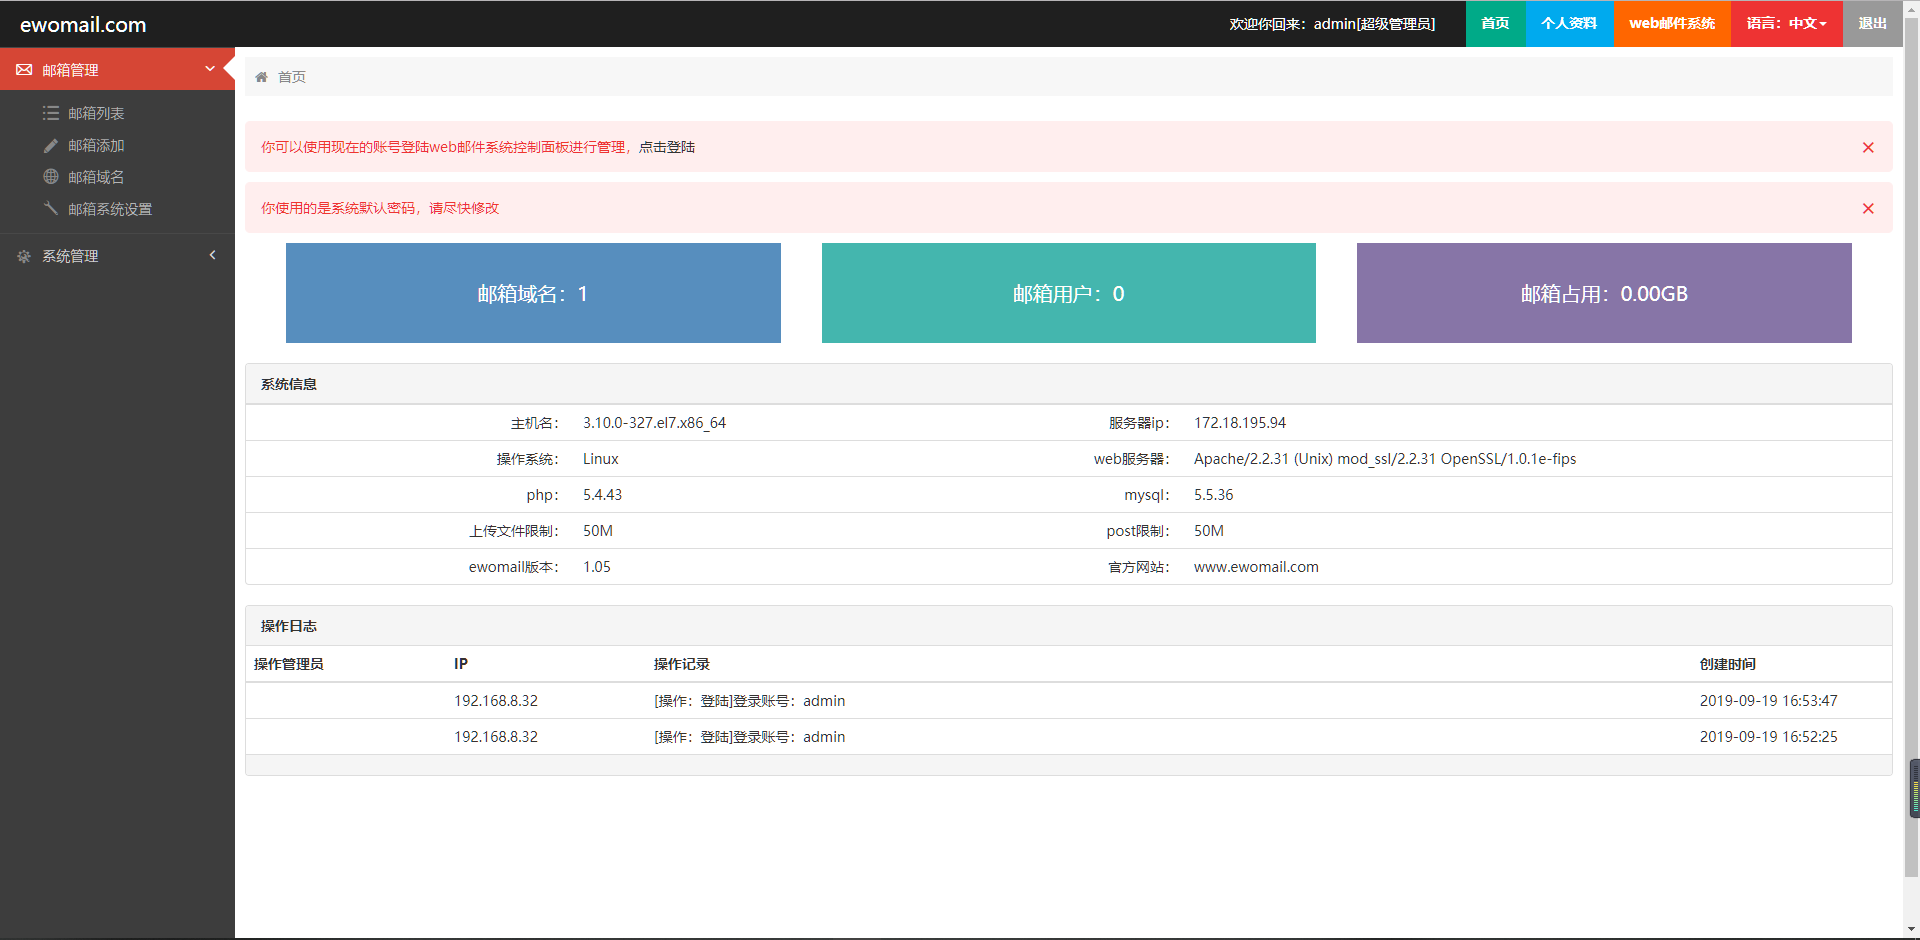 ewomail.com
欢迎你回来：admin[超级管理员]
首页
个人资料
web邮件系统
语言：中文
退出
邮箱管理
邮箱列表
邮箱添加
邮箱域名
邮箱系统设置
系统管理
首页
你可以使用现在的账号登陆web邮件系统控制面板进行管理，点击登陆
你使用的是系统默认密码，请尽快修改
邮箱域名：1
邮箱用户：0
邮箱占用：0.00GB
系统信息
主机名： 3.10.0-327.el7.x86_64 服务器ip： 172.18.195.94
操作系统： Linux web服务器： Apache/2.2.31 (Unix) mod_ssl/2.2.31 OpenSSL/1.0.1e-fips
php： 5.4.43 mysql： 5.5.36
上传文件限制： 50M post限制： 50M
ewomail版本： 1.05 官方网站： www.ewomail.com
操作日志
操作管理员 IP 操作记录 创建时间
192.168.8.32 [操作：登陆]登录账号：admin 2019-09-19 16:53:47
192.168.8.32 [操作：登陆]登录账号：admin 2019-09-19 16:52:25